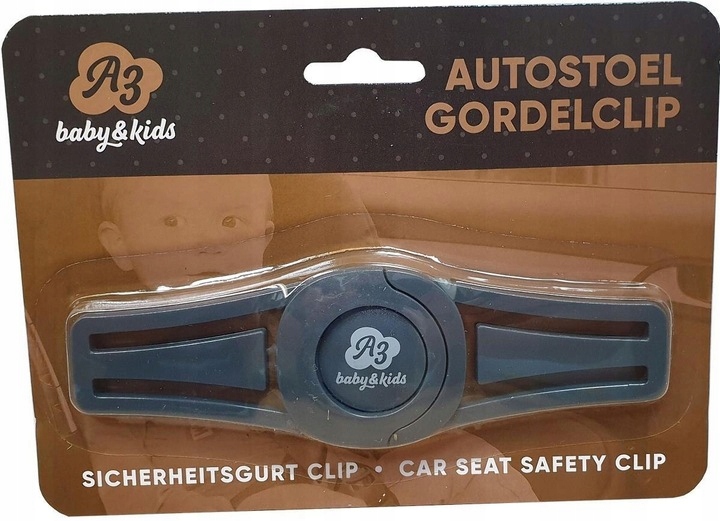 A3
baby&kids
AUTOSTOEL
GORDELCLIP
A3
baby&kids
SICHERHEITSGURT CLIP • CAR SEAT SAFETY CLIP